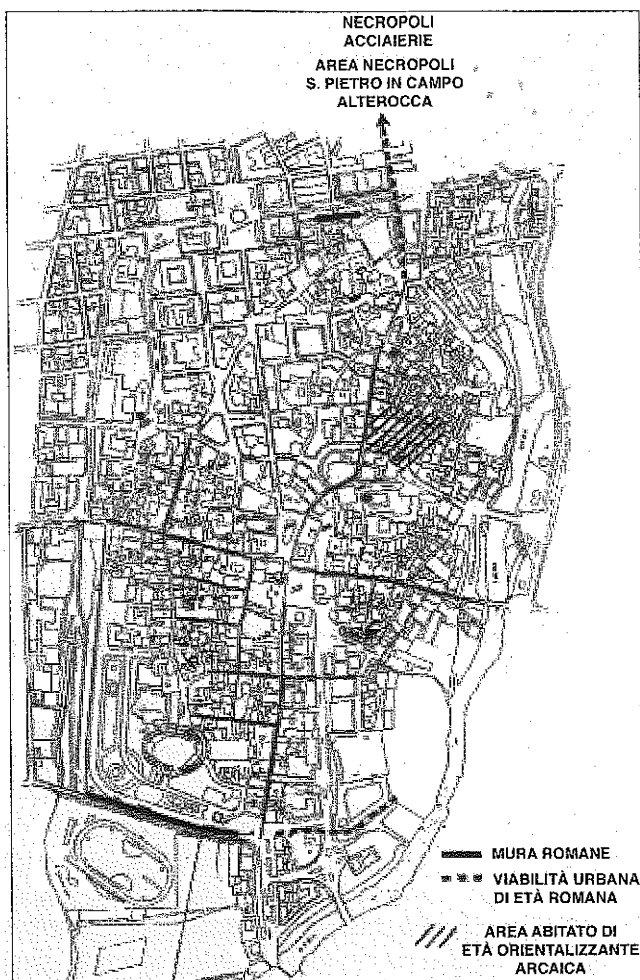 NECROPOLI
ACCIAIERIE
AREA NECROPOLI
S. PIETRO IN CAMPO
ALTEROCCA
MURA ROMANE
VIABILITÀ URBANA
DI ETÀ ROMANA
AREA ABITATO DI
ETÀ ORIENTALIZZANTE
ARCAICA